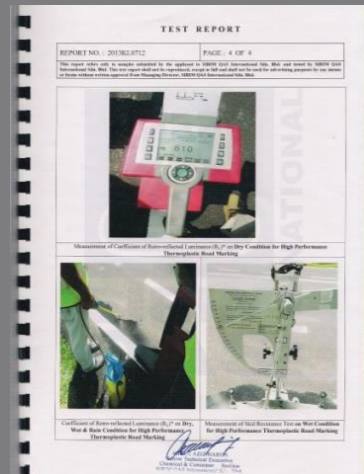 TEST REPORT
REPORT NO. : 2013KL0712
PAGE : 4 OF 4
This report refers only to samples submitted by the applicant to SIRIM QAS International Sdn. Bhd. and tested by SIRIM QAS
International Sdn. Bhd. This test report shall not be reproduced, except in full and shall not be used for advertising purposes by any means
or forms without written approval from Managing Director, SIRIM QAS International Sdn. Bhd.
610
Measurement of Coefficient of Retro-reflected Luminance (RL)* on Dry Condition for High Performance
Thermoplastic Road Marking
Coefficient of Retro-reflected Luminance (RL)* on Dry,
Wet & Rain Condition for High Performance
Thermoplastic Road Marking
Measurement of Skid Resistance Test on Wet Condition
for High Performance Thermoplastic Road Marking
Technical Executive
Chemical & Consumer Section
SIRIM QAS International